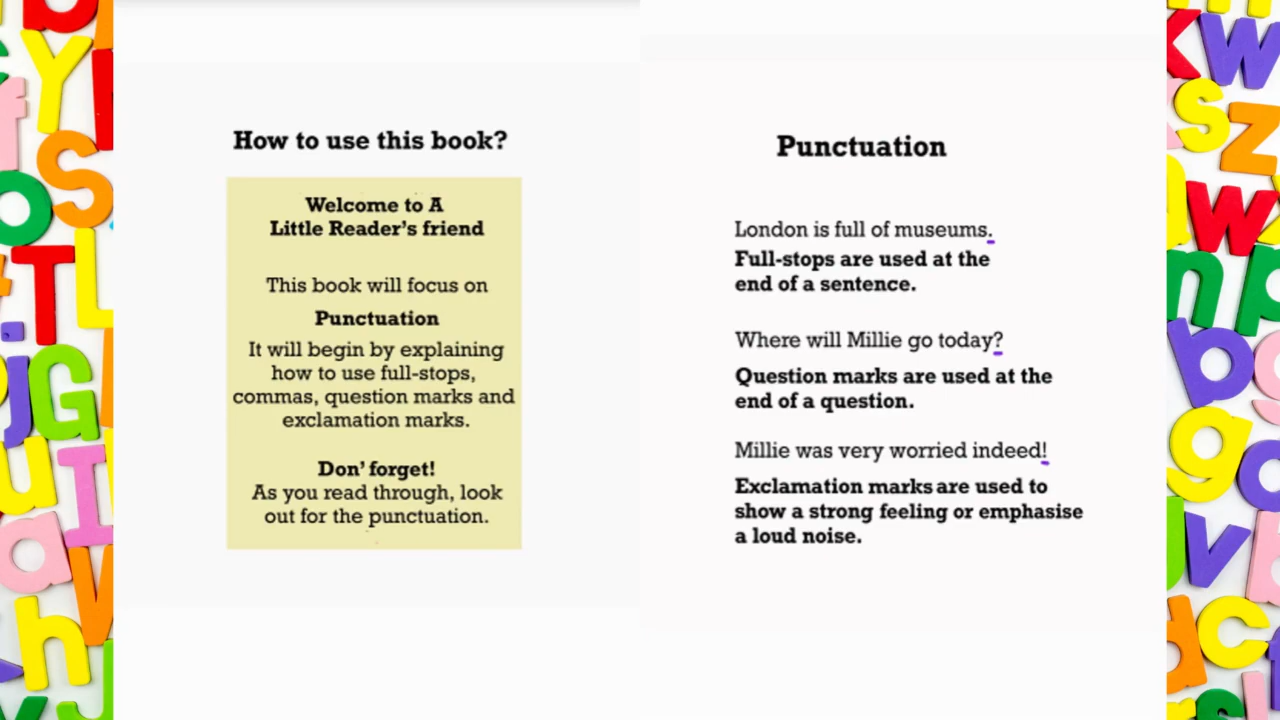 How to use this book?
Welcome to A
Little Reader's friend
This book will focus on
Punctuation
It will begin by explaining
how to use full-stops,
commas, question marks and
exclamation marks.
Don' forget!
As you read through, look
out for the punctuation.
Punctuation
London is full of museums.
Full-stops are used at the
end of a sentence.
Where will Millie go today?
Question marks are used at the
end of a question.
Millie was very worried indeed!
Exclamation marks are used to
show a strong feeling or emphasise
a loud noise.